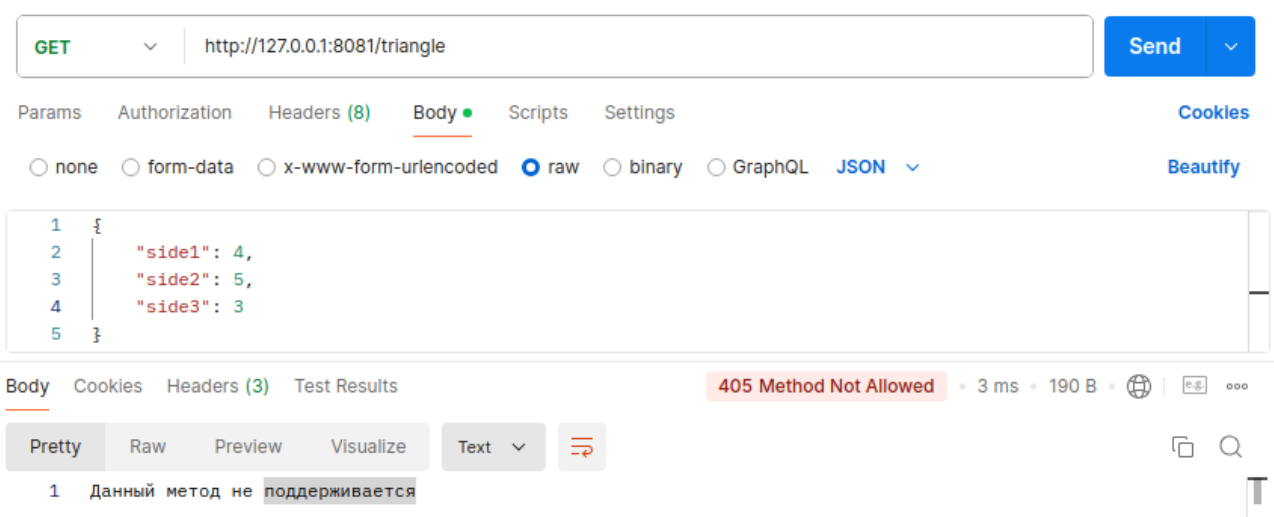 GET http://127.0.0.1:8081/triangle Send
Params Authorization Headers (8) Body Scripts Settings Cookies
none form-data x-www-form-urlencoded raw binary GraphQL JSON Beautify
1 {
2 "side1": 4,
3 "side2": 5,
4 "side3": 3
5 }
Body Cookies Headers (3) Test Results 405 Method Not Allowed 3 ms 190 B e.g.
Pretty Raw Preview Visualize Text
1 Данный метод не поддерживается